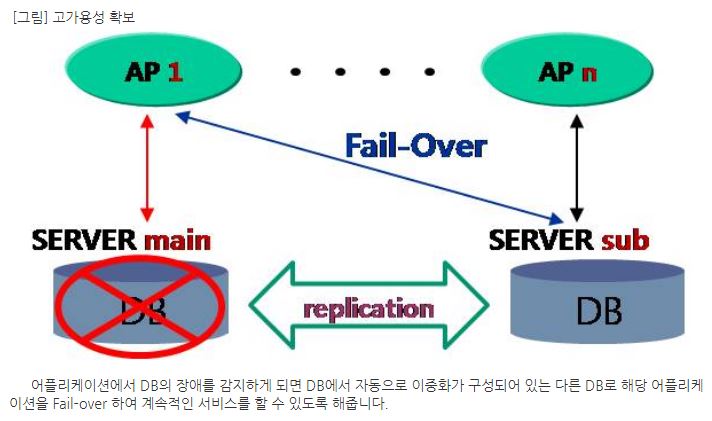 [그림] 고가용성 확보
AP 1
· · · ·
AP n
Fail-Over
SERVER main
SERVER sub
DB
replication
DB
어플리케이션에서 DB의 장애를 감지하게 되면 DB에서 자동으로 이중화가 구성되어 있는 다른 DB로 해당 어플리케
이션을 Fail-over 하여 계속적인 서비스를 할 수 있도록 해줍니다.